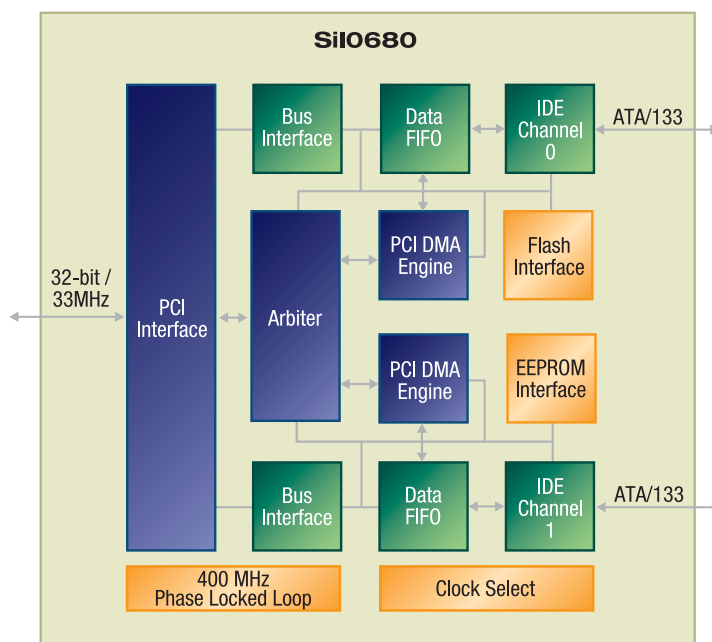 SiI0680
Bus
Interface
Data
FIFO
IDE
Channel
0
ATA/133
32-bit /
33MHz
PCI
Interface
Arbiter
PCI DMA
Engine
Flash
Interface
PCI DMA
Engine
EEPROM
Interface
Bus
Interface
Data
FIFO
IDE
Channel
1
ATA/133
400 MHz
Phase Locked Loop
Clock Select